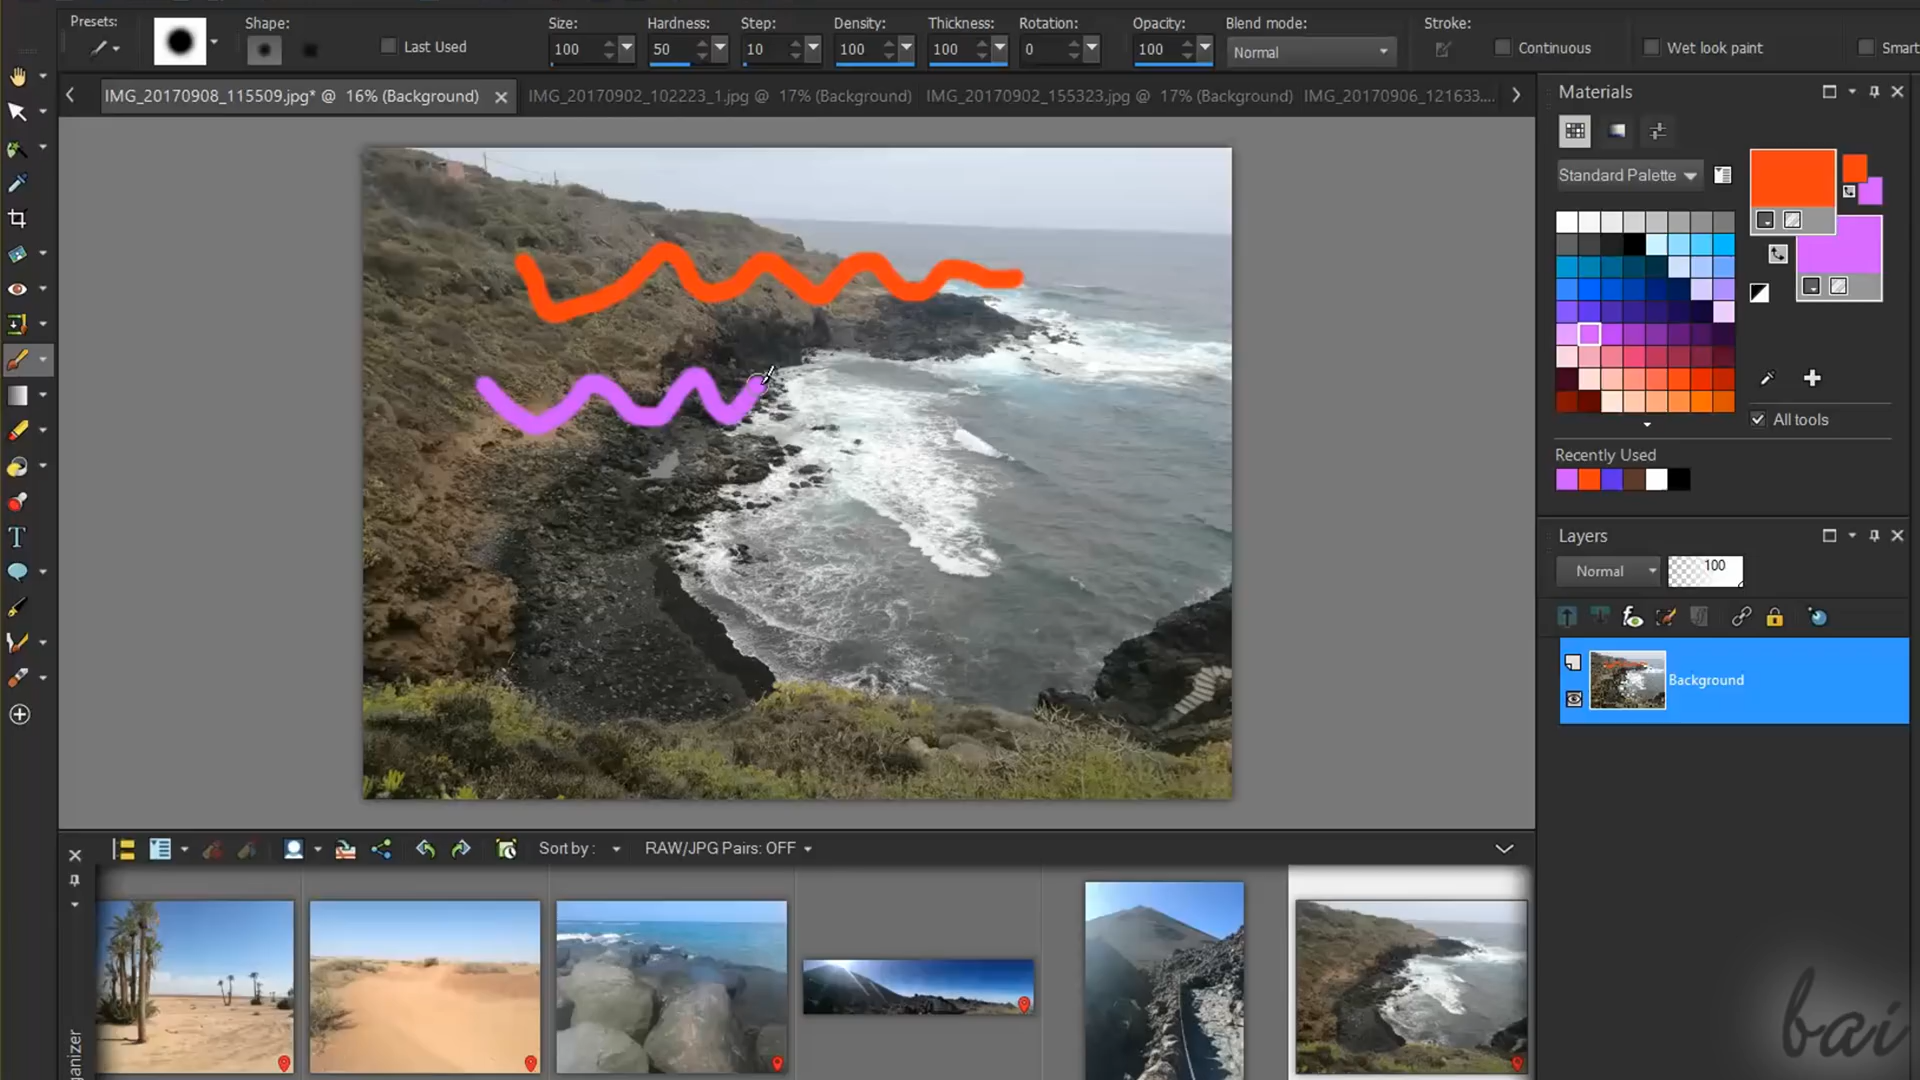 Presets:
Shape:
Last Used
Size:
100
Hardness:
50
Step:
10
Density:
100
Thickness:
100
Rotation:
0
Opacity:
100
Blend mode:
Normal
Stroke:
Continuous
Wet look paint
Smart
IMG_20170908_115509.jpg* @ 16% (Background)
IMG_20170902_102223_1.jpg @ 17% (Background)
IMG_20170902_155323.jpg @ 17% (Background)
IMG_20170906_121633....
Materials
Standard Palette
All tools
Recently Used
Layers
Normal
100
Background
Sort by :
RAW/JPG Pairs: OFF
ganizer
bai